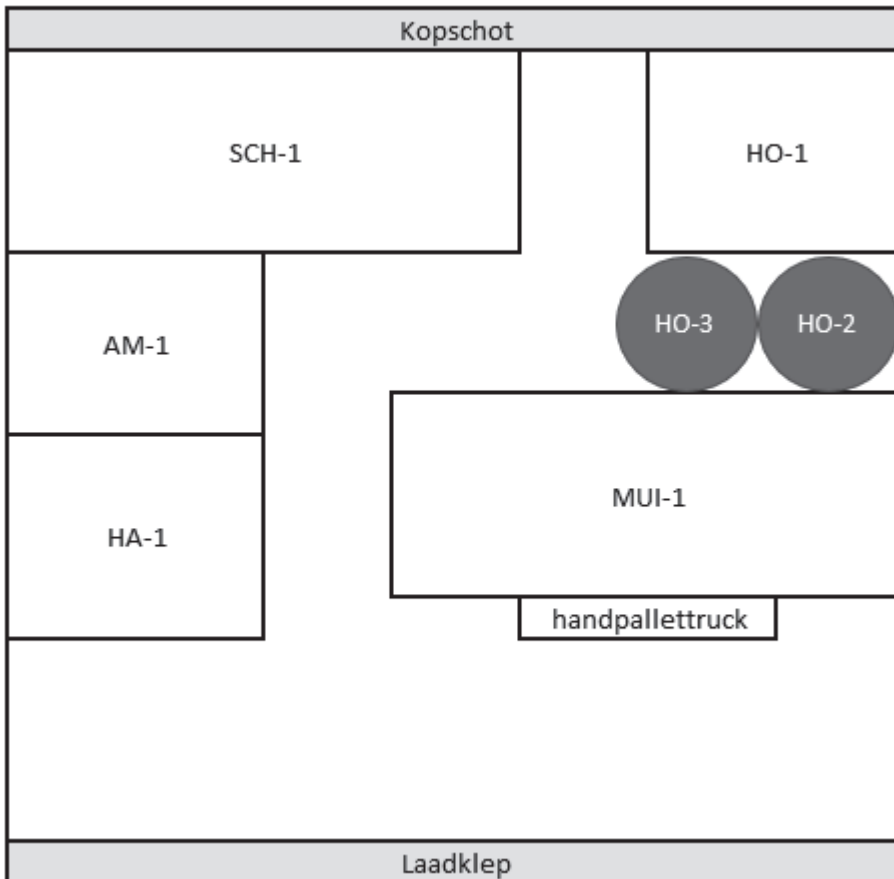 Kopschot
SCH-1
HO-1
HO-3
HO-2
AM-1
MUI-1
HA-1
handpallettruck
Laadklep